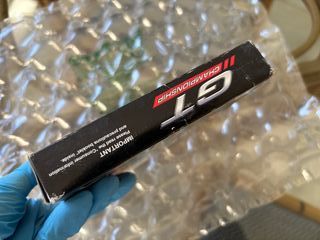 GT
CHAMPIONSHIP
IMPORTANT
Please read the "Consumer Information
and precautions booklet" inside.